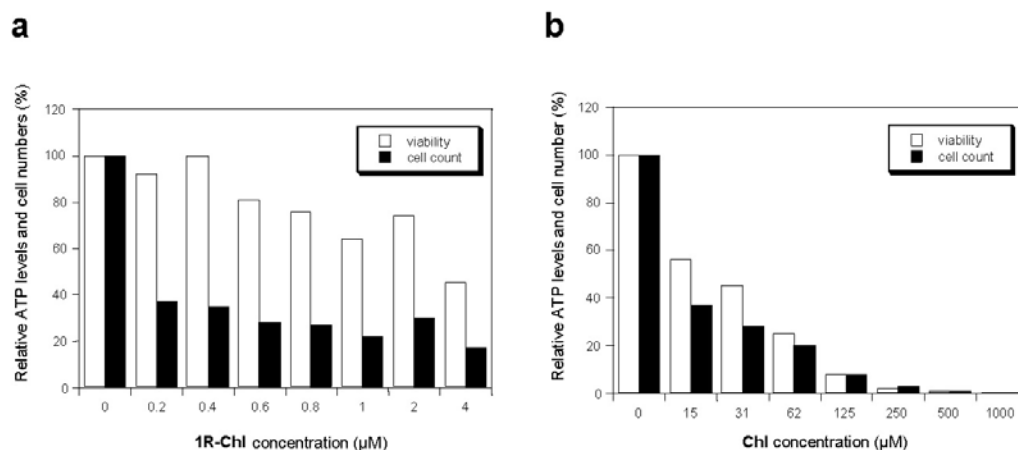 a
Relative ATP levels and cell numbers (%)
120
100
80
60
40
20
0
viability
cell count
0 0.2 0.4 0.6 0.8 1 2 4
1R-Chl concentration (µM)
b
Relative ATP levels and cell number (%)
120
100
80
60
40
20
0
viability
cell count
0 15 31 62 125 250 500 1000
Chl concentration (µM)